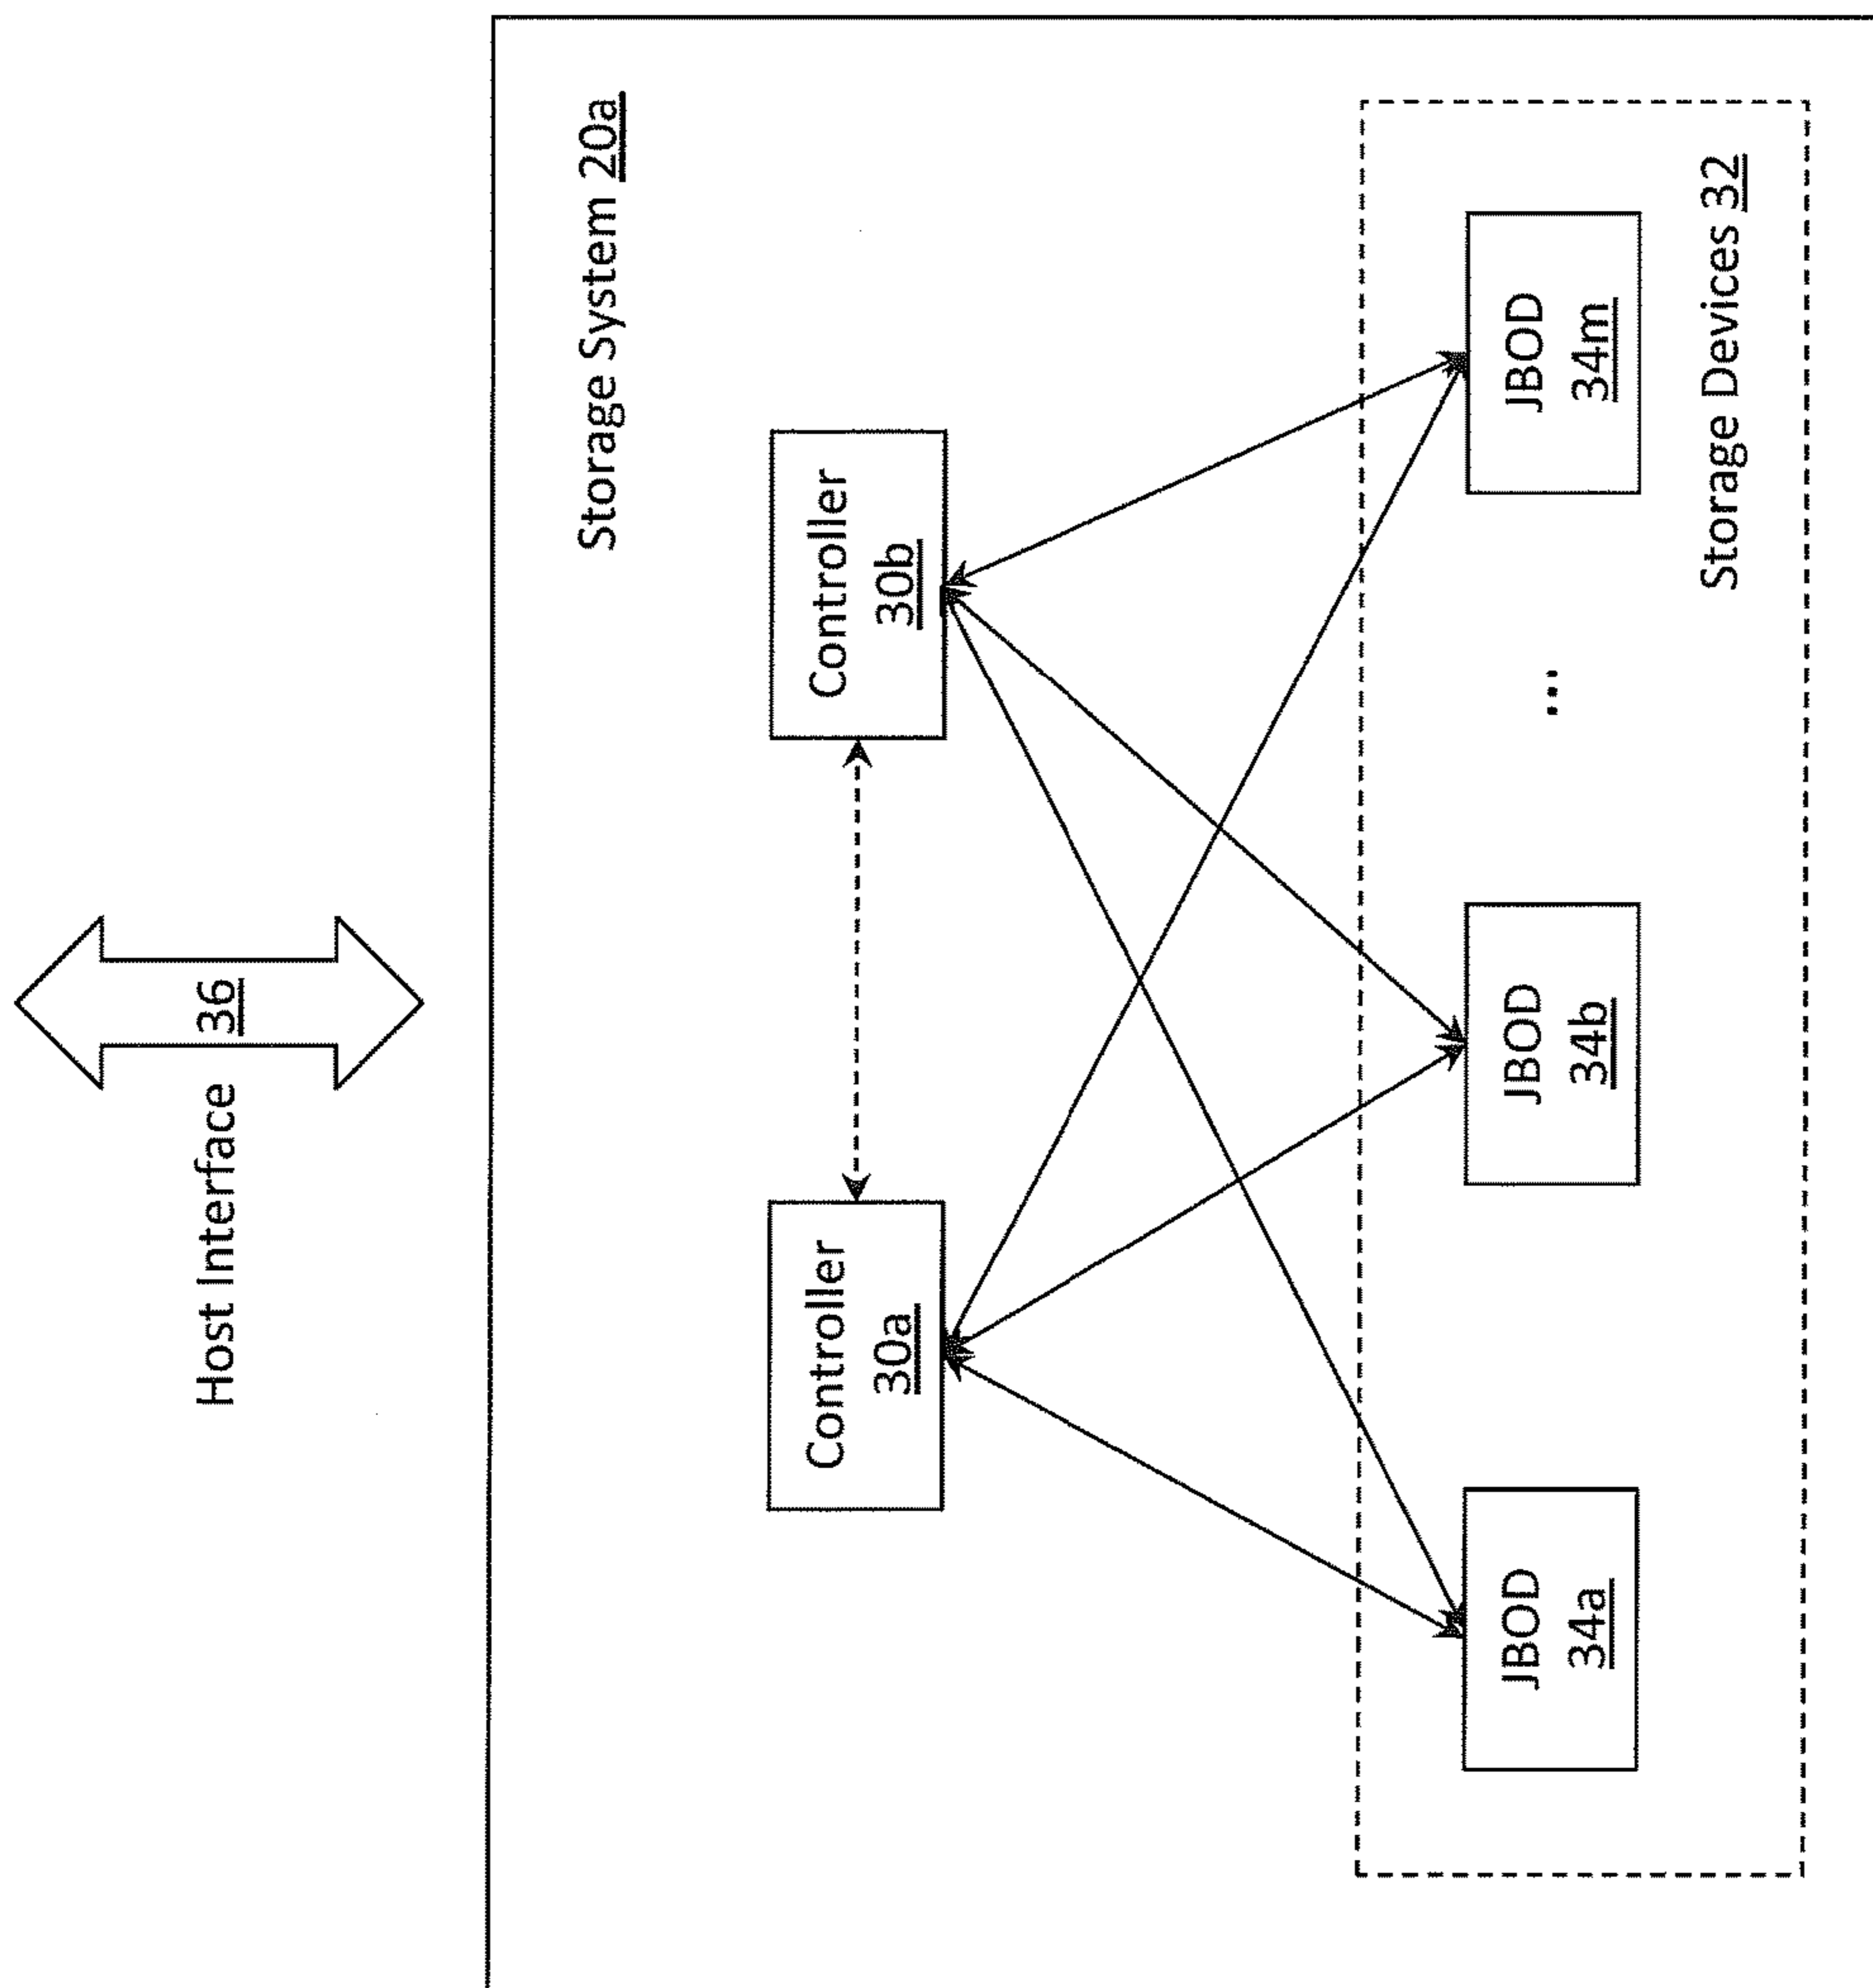 Host Interface
36
Storage System 20a
Controller
30a
Controller
30b
JBOD
34a
JBOD
34b
...
JBOD
34m
Storage Devices 32